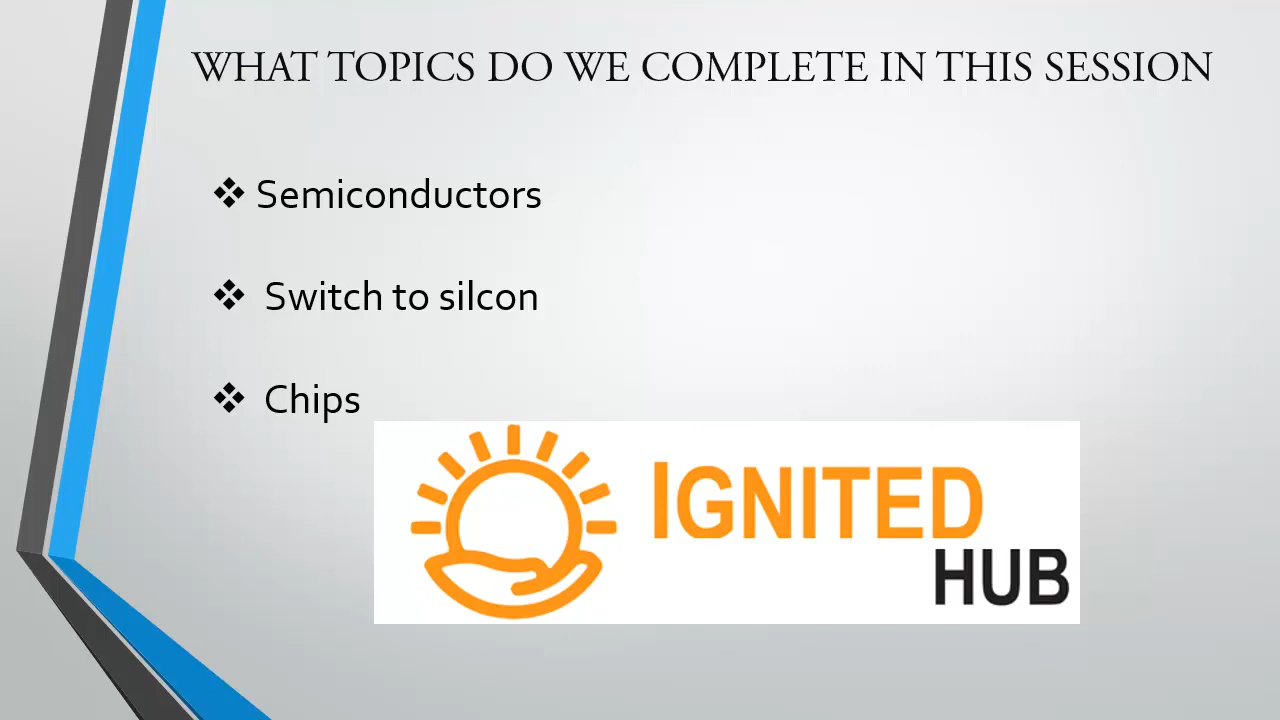 WHAT TOPICS DO WE COMPLETE IN THIS SESSION
❖ Semiconductors
❖ Switch to silcon
❖ Chips
IGNITED
HUB